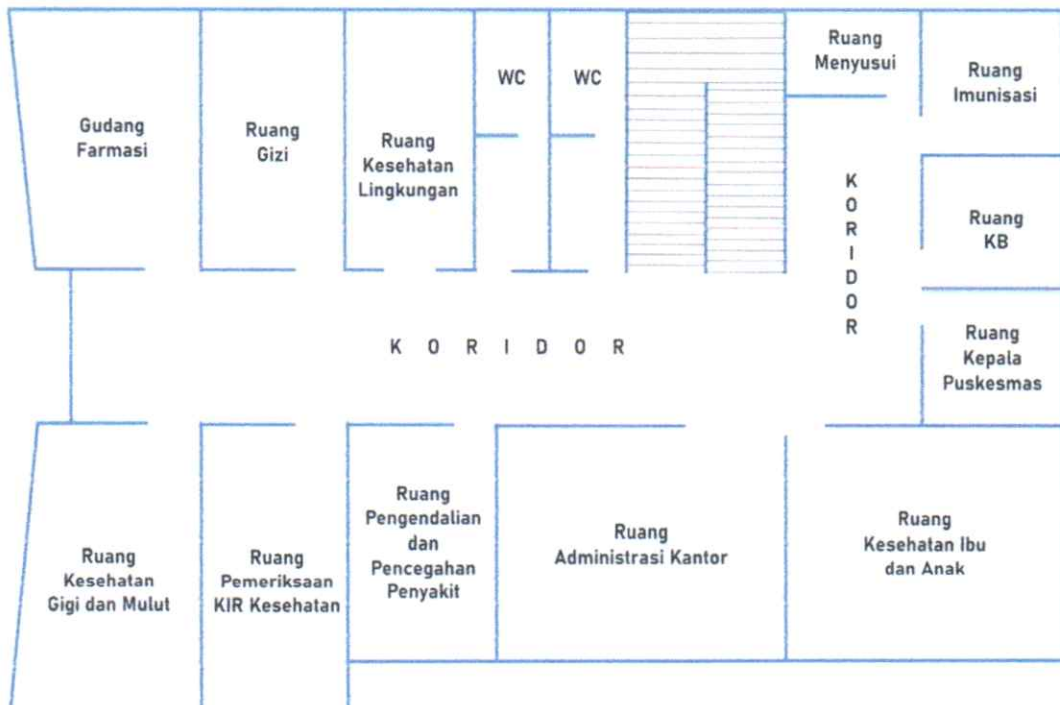 Gudang
Farmasi
Ruang
Gizi
Ruang
Kesehatan
Lingkungan
WC
WC
Ruang
Menyusui
Ruang
Imunisasi
K
O
R
I
D
O
R
Ruang
KB
Ruang
Kepala
Puskesmas
K O R I D O R
Ruang
Kesehatan
Gigi dan Mulut
Ruang
Pemeriksaan
KIR Kesehatan
Ruang
Pengendalian
dan
Pencegahan
Penyakit
Ruang
Administrasi Kantor
Ruang
Kesehatan Ibu
dan Anak